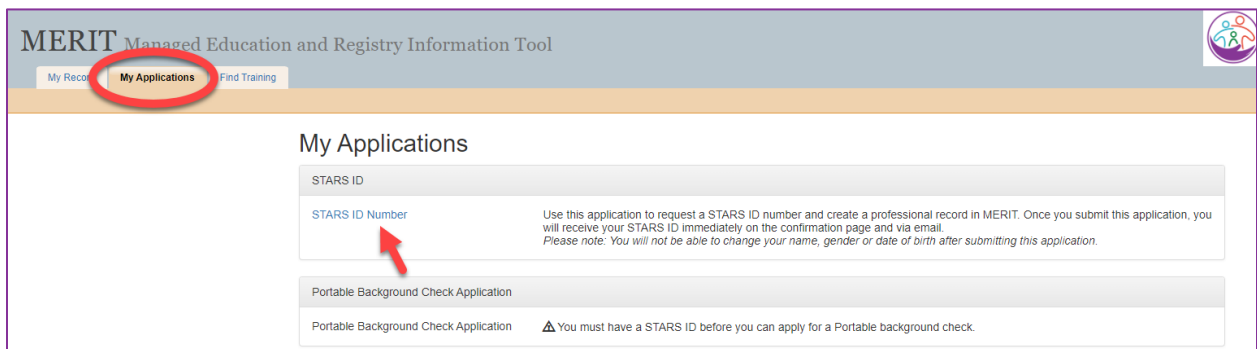 MERIT Managed Education and Registry Information Tool
My Recor
My Applications
Find Training
My Applications
STARS ID
STARS ID Number
Use this application to request a STARS ID number and create a professional record in MERIT. Once you submit this application, you
will receive your STARS ID immediately on the confirmation page and via email.
Please note: You will not be able to change your name, gender or date of birth after submitting this application.
Portable Background Check Application
Portable Background Check Application
You must have a STARS ID before you can apply for a Portable background check.